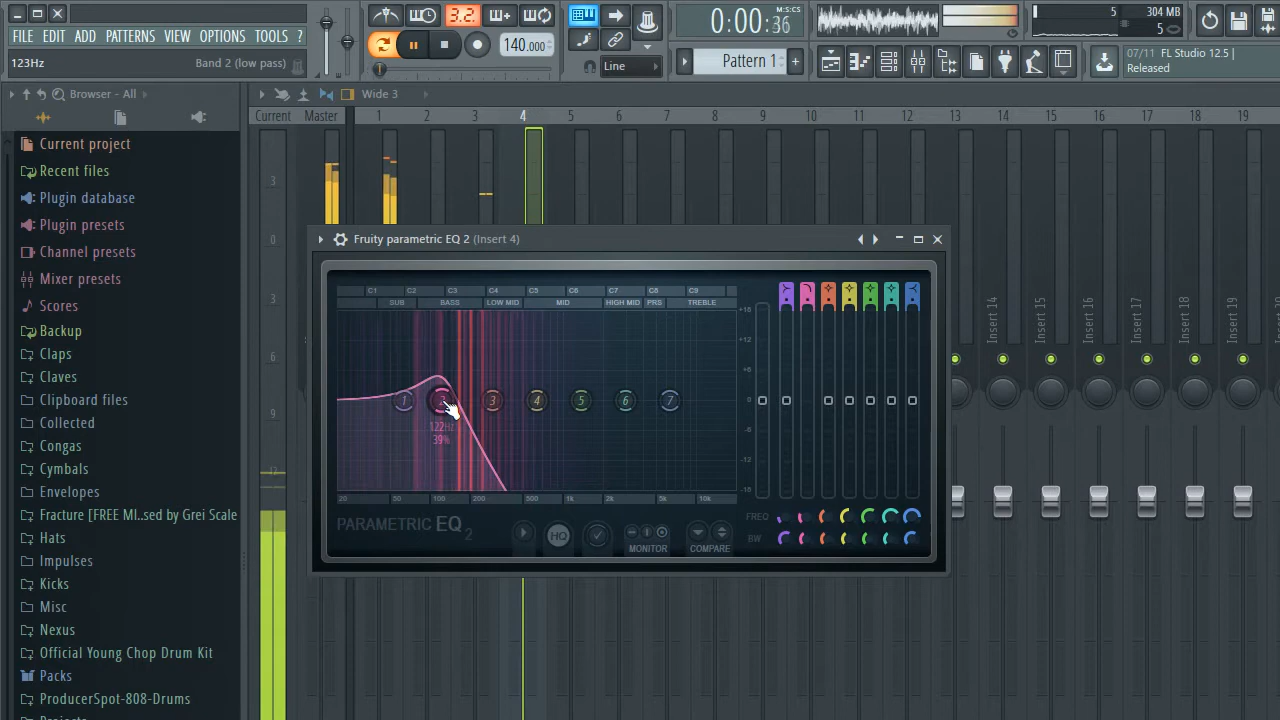 FILE EDIT ADD PATTERNS VIEW OPTIONS TOOLS ?
123Hz Band 2 (low pass)
3.2.
140.000
Line
0:00:36
M:S:CS
Pattern 1
5 304 MB
5
07/11 FL Studio 12.5 |
Released
Browser - All
Wide 3
Current Master 1 2 3 4 5 6 7 8 9 10 11 12 13 14 15 16 17 18 19
Current project
Recent files
Plugin database
Plugin presets
Channel presets
Mixer presets
Scores
Backup
Claps
Claves
Clipboard files
Collected
Congas
Cymbals
Envelopes
Fracture [FREE MI..sed by Grei Scale
Hats
Impulses
Kicks
Misc
Nexus
Official Young Chop Drum Kit
Packs
ProducerSpot-808-Drums
3
0
3
6
9
12
Fruity parametric EQ 2 (Insert 4)
C1 C2 C3 C4 C5 C6 C7 C8 C9
SUB BASS LOW MID MID HIGH MID PRS TREBLE
1 2 3 4 5 6 7
122Hz
39%
20 50 100 200 500 1k 2k 5k 10k
PARAMETRIC EQ 2
HQ
MONITOR
COMPARE
FREQ
BW
Insert 14
Insert 15
Insert 16
Insert 17
Insert 18
Insert 19